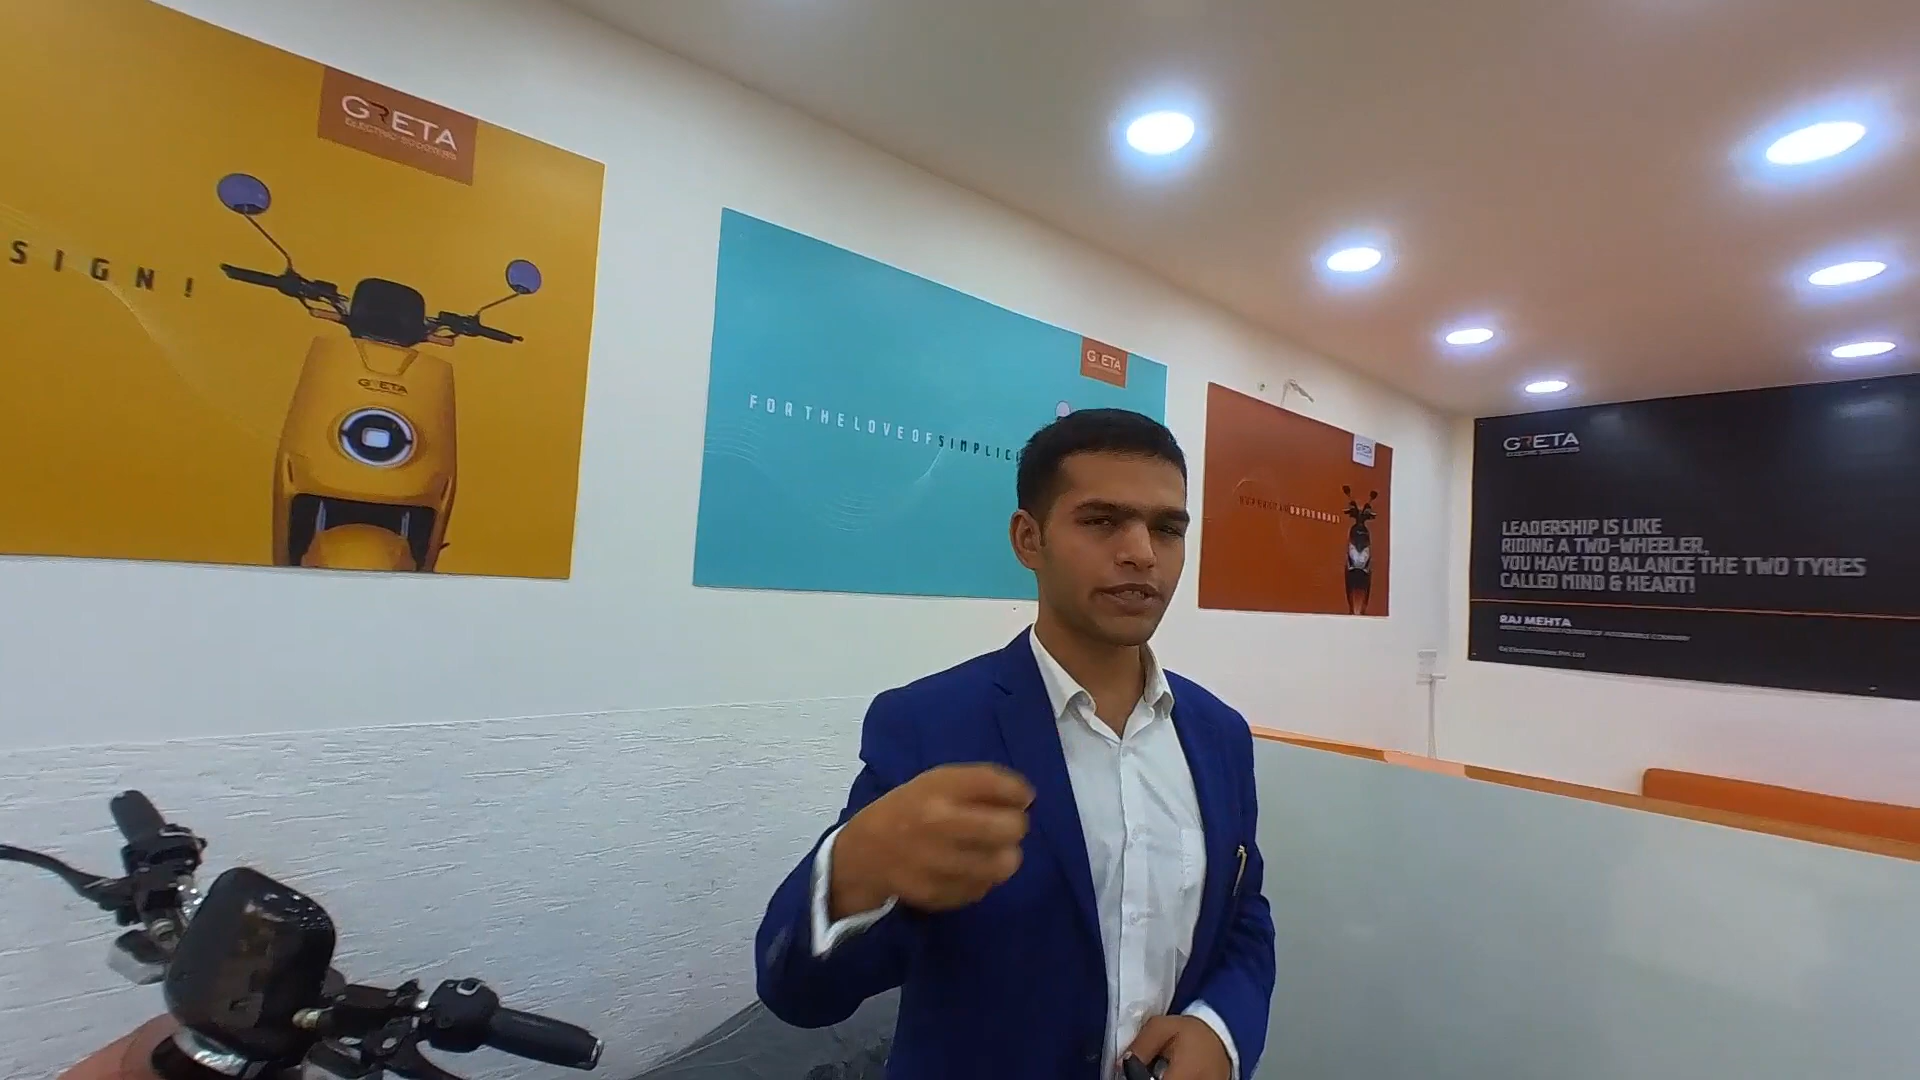 GRETA
ELECTRIC SCOOTERS
SIGN!
GRETA
GRETA
FOR THE LOVE OF SIMPLICI
GRETA
GRETA
GRETA
ELECTRIC SCOOTERS
LEADERSHIP IS LIKE
RIDING A TWO-WHEELER,
YOU HAVE TO BALANCE THE TWO TYRES
CALLED MIND & HEART!
RAJ MEHTA